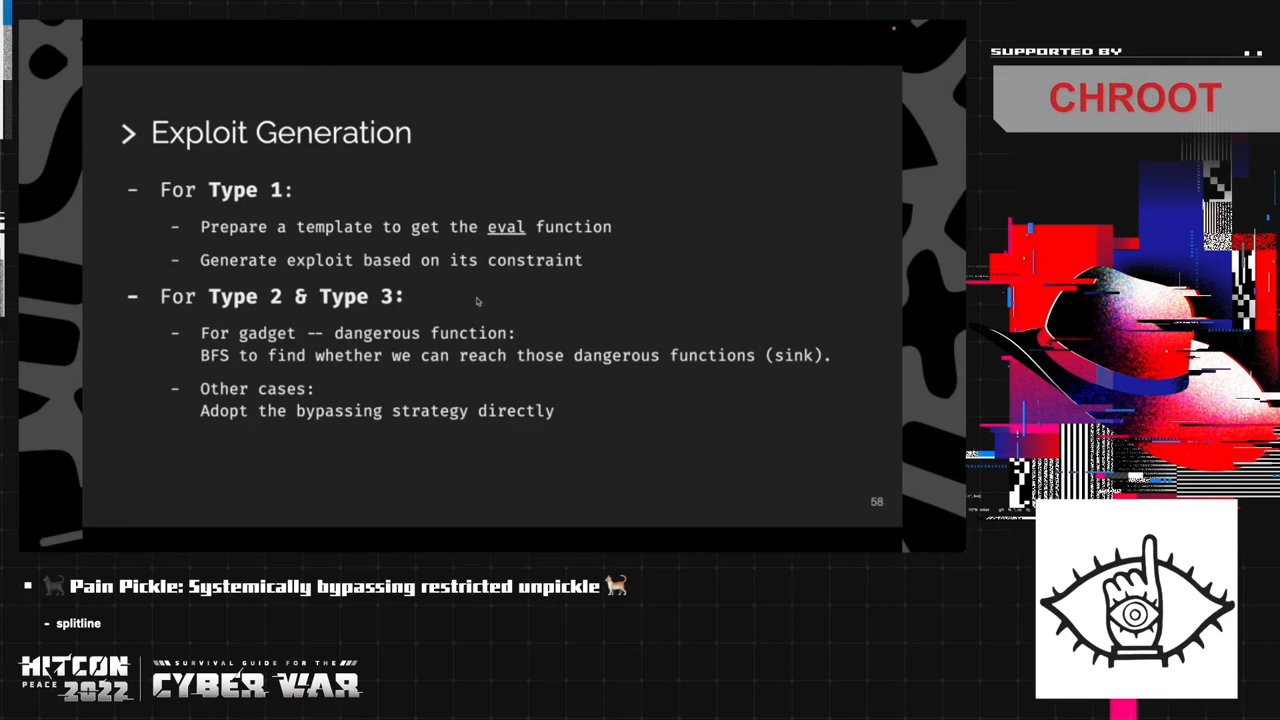 SUPPORTED BY
CHROOT
> Exploit Generation
- For Type 1:
- Prepare a template to get the eval function
- Generate exploit based on its constraint
- For Type 2 & Type 3:
- For gadget -- dangerous function:
BFS to find whether we can reach those dangerous functions (sink).
- Other cases:
Adopt the bypassing strategy directly
58
Pain Pickle: Systemically bypassing restricted unpickle
- splitline
HITCON
PEACE 2022
SURVIVAL GUIDE FOR THE
CYBER WAR